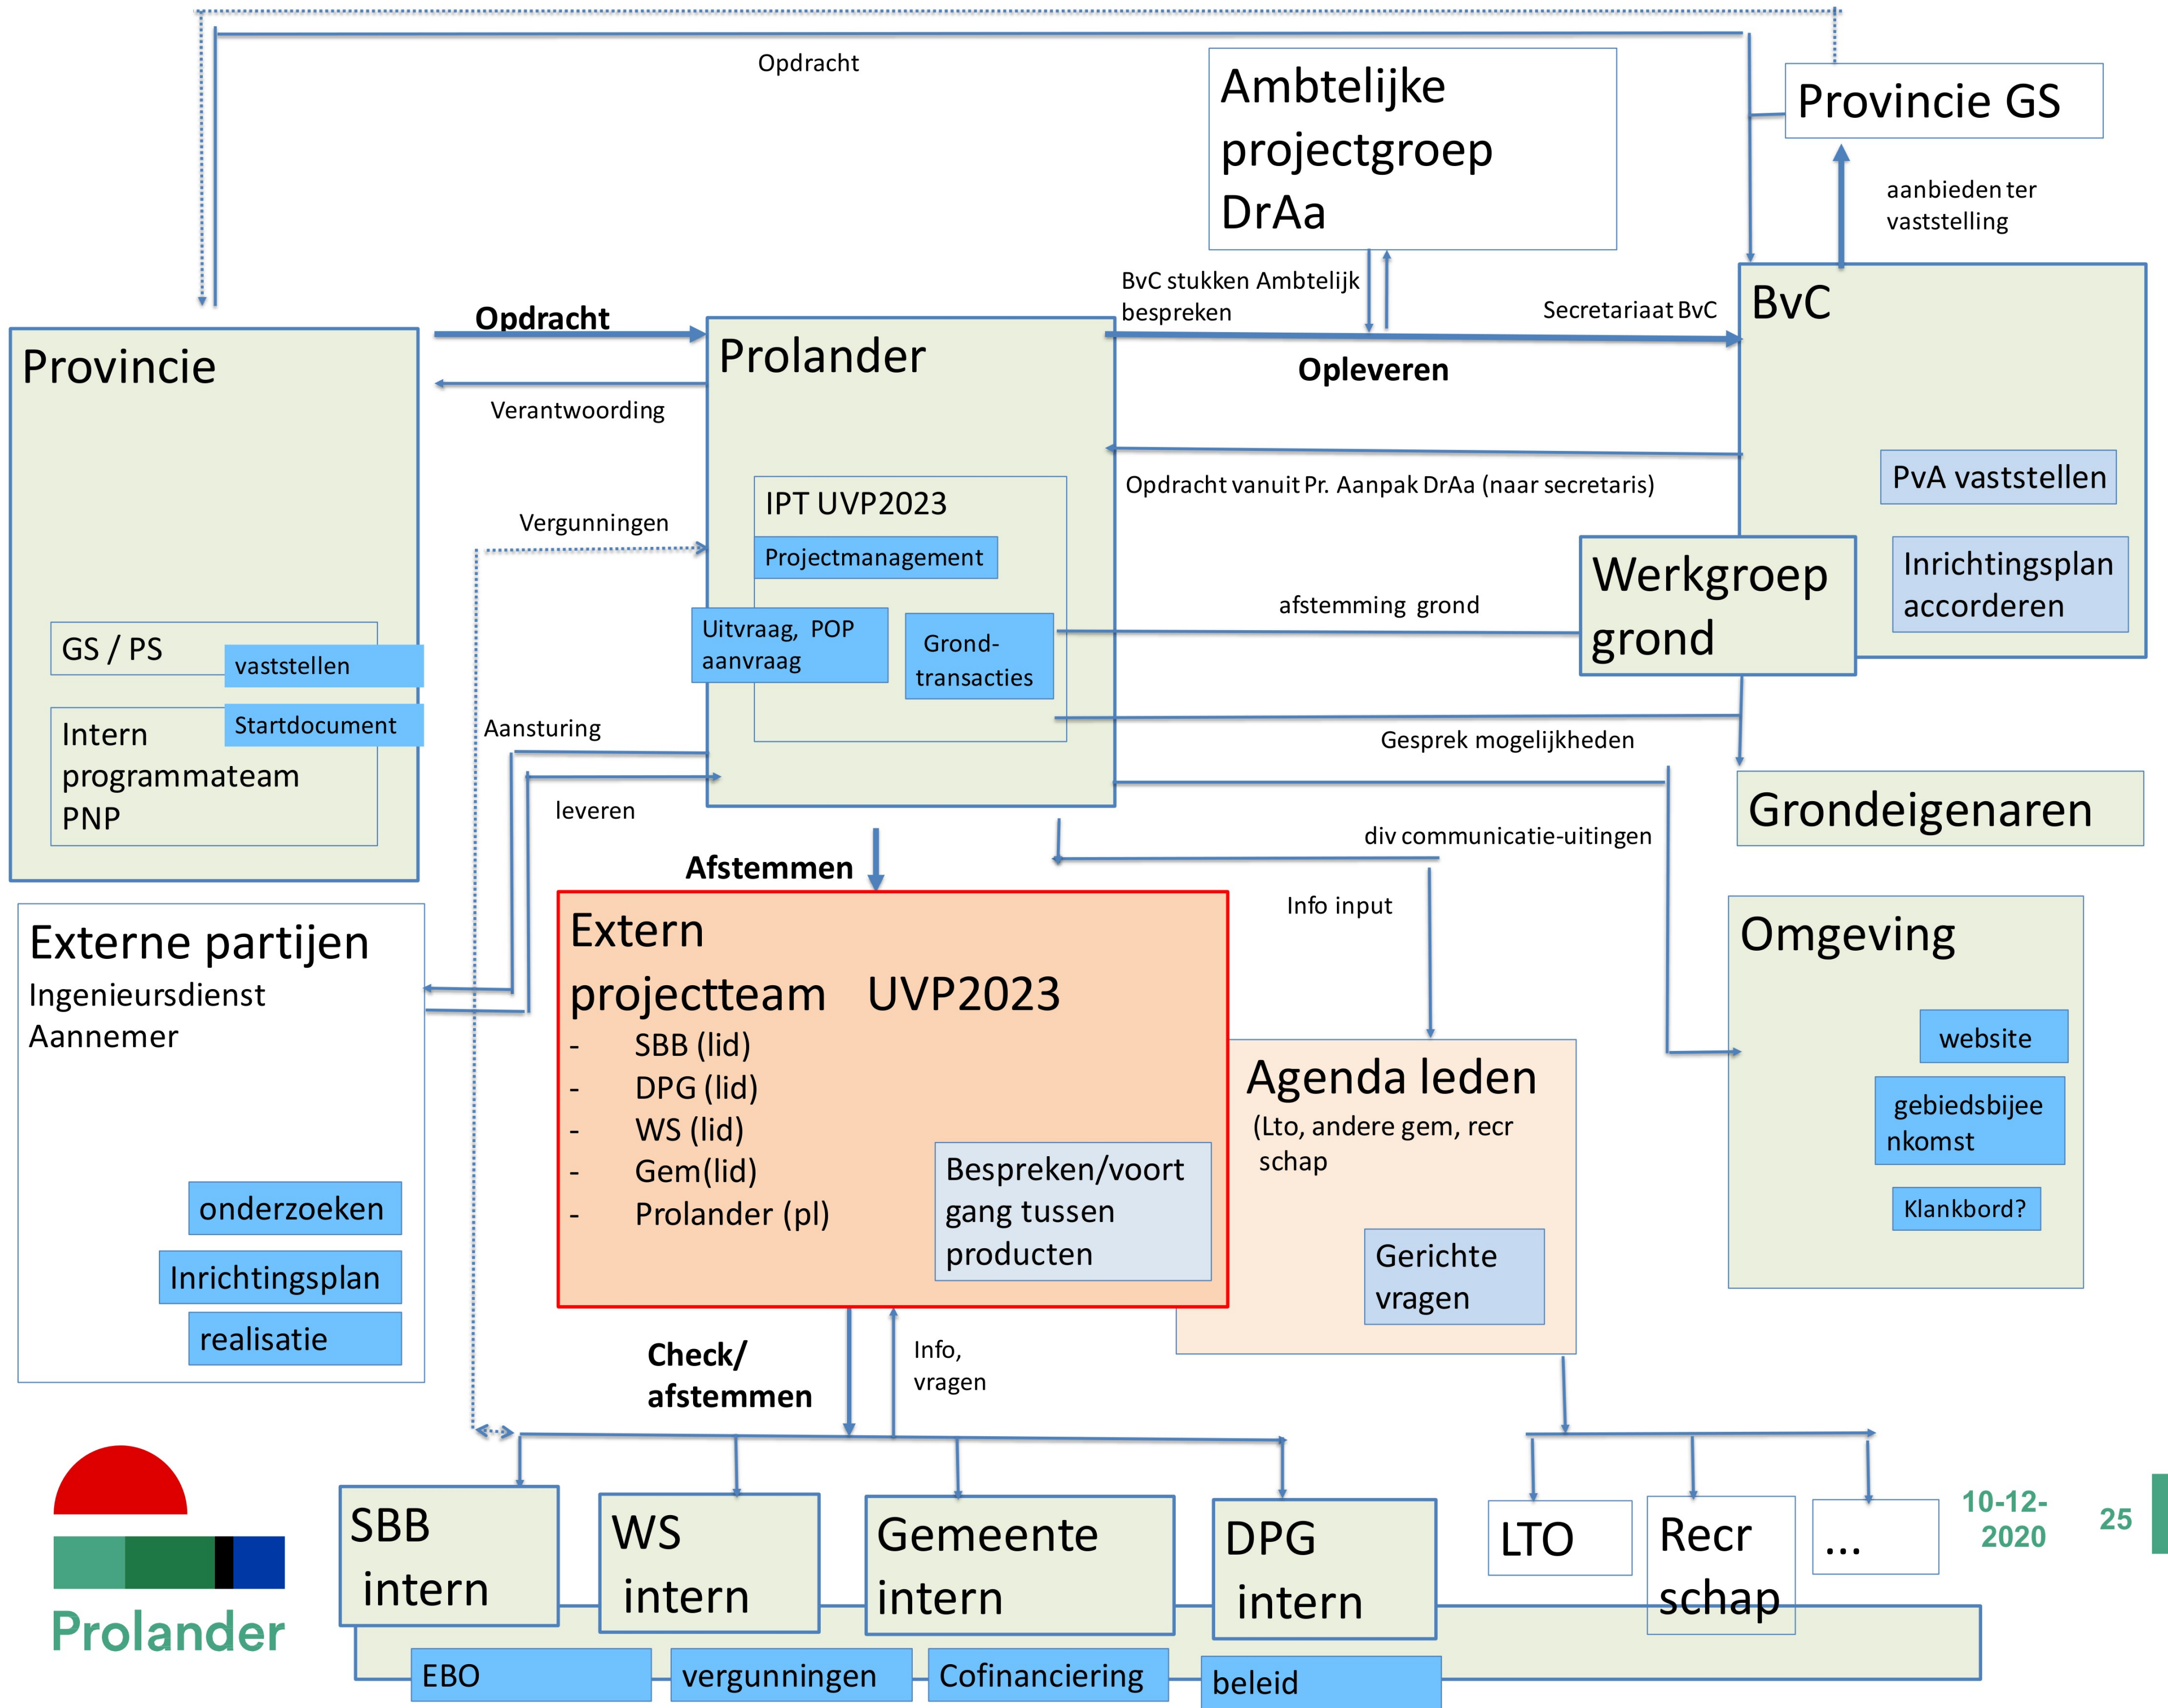 Opdracht
Ambtelijke
projectgroep
DrAa
Provincie GS
aanbieden ter
vaststelling
BvC stukken Ambtelijk
bespreken
Secretariaat BvC
BvC
Opdracht
Provincie
Prolander
Opleveren
Verantwoording
PvA vaststellen
Opdracht vanuit Pr. Aanpak DrAa (naar secretaris)
IPT UVP2023
Vergunningen
Projectmanagement
Werkgroep
grond
Inrichtingsplan
accorderen
afstemming grond
Uitvraag, POP
aanvraag
Grond-
transacties
GS / PS
vaststellen
Startdocument
Intern
programmateam
PNP
Aansturing
Gesprek mogelijkheden
leveren
Grondeigenaren
div communicatie-uitingen
Afstemmen
Info input
Externe partijen
Ingenieursdienst
Aannemer
onderzoeken
Inrichtingsplan
realisatie
Extern
projectteam UVP2023
- SBB (lid)
- DPG (lid)
- WS (lid)
- Gem(lid)
- Prolander (pl)
Bespreken/voort
gang tussen
producten
Agenda leden
(Lto, andere gem, recr
schap
Gerichte
vragen
Omgeving
website
gebiedsbijee
nkomst
Klankbord?
Check/
afstemmen
Info,
vragen
SBB
intern
WS
intern
Gemeente
intern
DPG
intern
LTO
Recr
schap
...
10-12-
2020
25
Prolander
EBO
vergunningen
Cofinanciering
beleid